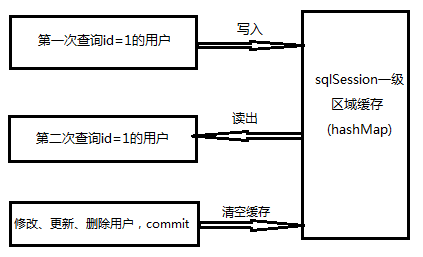 第一次查询id=1的用户
写入
sqlSession一级
区域缓存
(hashMap)
第二次查询id=1的用户
读出
修改、更新、删除用户，commit
清空缓存